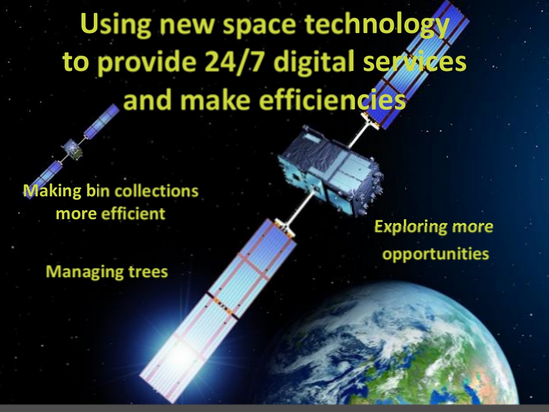 Using new space technology
to provide 24/7 digital services
and make efficiencies
Making bin collections
more efficient
Exploring more
opportunities
Managing trees